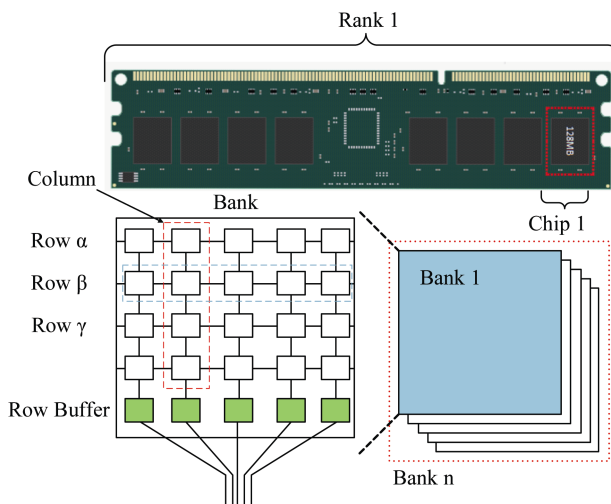 Rank 1
128MB
Column
Bank
Chip 1
Row α
Row β
Row γ
Row Buffer
Bank 1
Bank n